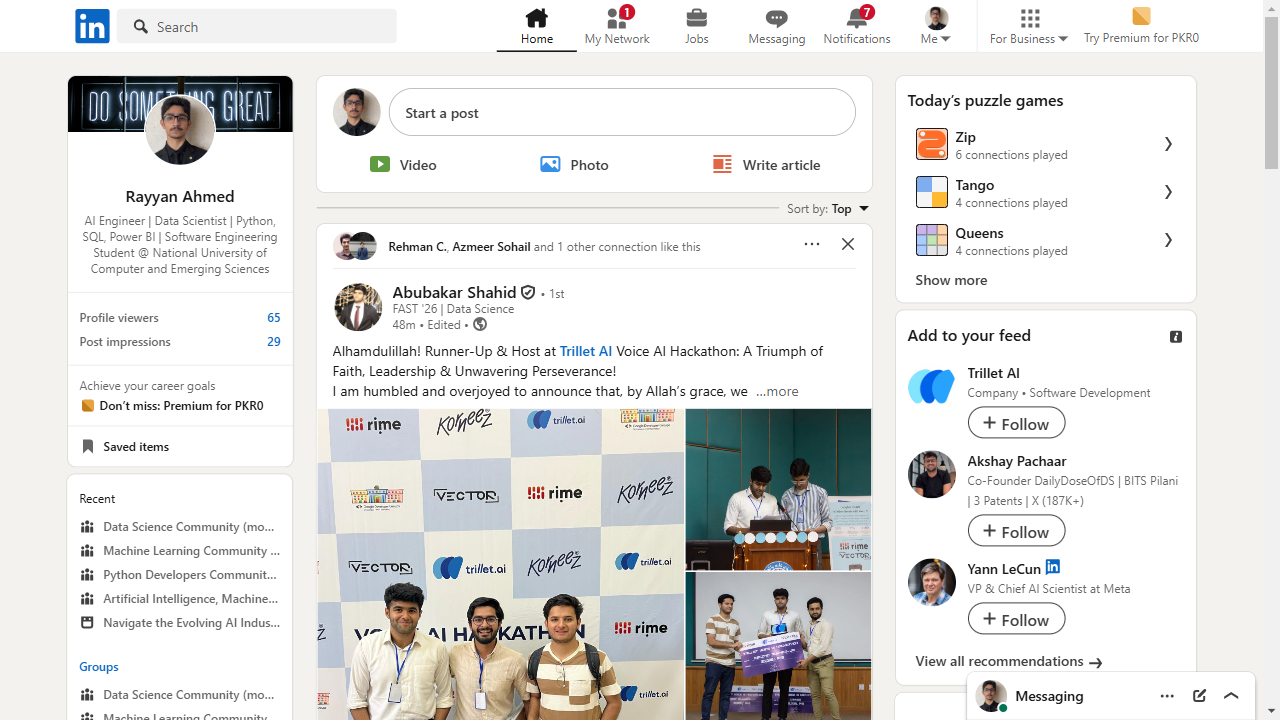 in
Search
Home
1
My Network
Jobs
Messaging
7
Notifications
Me
For Business
Try Premium for PKR0
DO SOMETHING GREAT
Rayyan Ahmed
AI Engineer | Data Scientist | Python,
SQL, Power BI | Software Engineering
Student @ National University of
Computer and Emerging Sciences
Profile viewers 65
Post impressions 29
Achieve your career goals
Don't miss: Premium for PKR0
Saved items
Recent
Data Science Community (mo...
Machine Learning Community ...
Python Developers Communit...
Artificial Intelligence, Machine...
Navigate the Evolving AI Indus...
Groups
Data Science Community (mo...
Machine Learning Community
Start a post
Video
Photo
Write article
Sort by: Top
Rehman C., Azmeer Sohail and 1 other connection like this
Abubakar Shahid • 1st
FAST '26 | Data Science
48m • Edited •
Alhamdulillah! Runner-Up & Host at Trillet AI Voice AI Hackathon: A Triumph of
Faith, Leadership & Unwavering Perseverance!
I am humbled and overjoyed to announce that, by Allah's grace, we ...more
rime
Komeez
trillet.ai
VECTOR
rime
Komeez
VECTOR
trillet.ai
Komeez
trillet.ai
VOICE AI HACKATHON
rime
trillet.ai
rime
VECTOR
Today's puzzle games
Zip
6 connections played
Tango
4 connections played
Queens
4 connections played
Show more
Add to your feed
Trillet AI
Company • Software Development
Follow
Akshay Pachaar
Co-Founder DailyDoseOfDS | BITS Pilani
| 3 Patents | X (187K+)
Follow
Yann LeCun in
VP & Chief AI Scientist at Meta
Follow
View all recommendations
Messaging